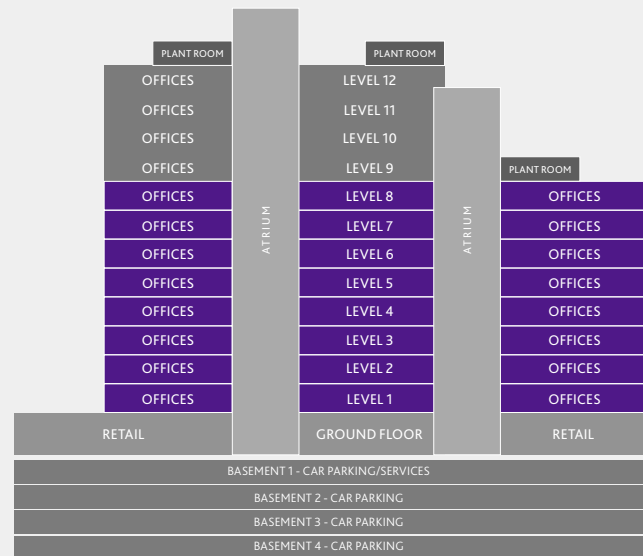 PLANT ROOM PLANT ROOM
OFFICES LEVEL 12
OFFICES LEVEL 11
OFFICES LEVEL 10
OFFICES LEVEL 9 PLANT ROOM
OFFICES LEVEL 8 OFFICES
OFFICES ATRIUM LEVEL 7 ATRIUM OFFICES
OFFICES LEVEL 6 OFFICES
OFFICES LEVEL 5 OFFICES
OFFICES LEVEL 4 OFFICES
OFFICES LEVEL 3 OFFICES
OFFICES LEVEL 2 OFFICES
OFFICES LEVEL 1 OFFICES
RETAIL GROUND FLOOR RETAIL
BASEMENT 1 - CAR PARKING/SERVICES
BASEMENT 2 - CAR PARKING
BASEMENT 3 - CAR PARKING
BASEMENT 4 - CAR PARKING